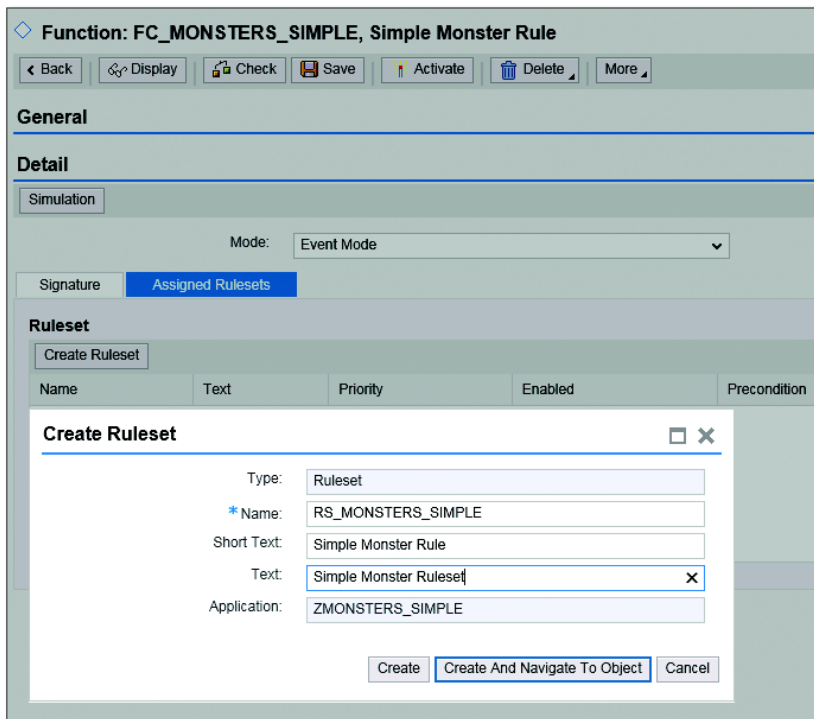 Function: FC_MONSTERS_SIMPLE, Simple Monster Rule
Back Display Check Save Activate Delete More
General
Detail
Simulation
Mode: Event Mode
Signature Assigned Rulesets
Ruleset
Create Ruleset
Name Text Priority Enabled Precondition
Create Ruleset
Type: Ruleset
* Name: RS_MONSTERS_SIMPLE
Short Text: Simple Monster Rule
Text: Simple Monster Ruleset
Application: ZMONSTERS_SIMPLE
Create Create And Navigate To Object Cancel